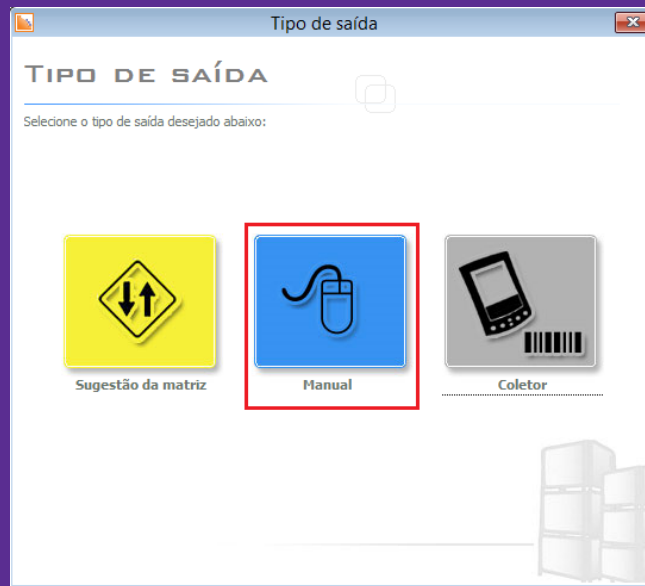 Tipo de saída
Tipo de saída
Selecione o tipo de saída desejado abaixo:
Sugestão da matriz
Manual
Coletor